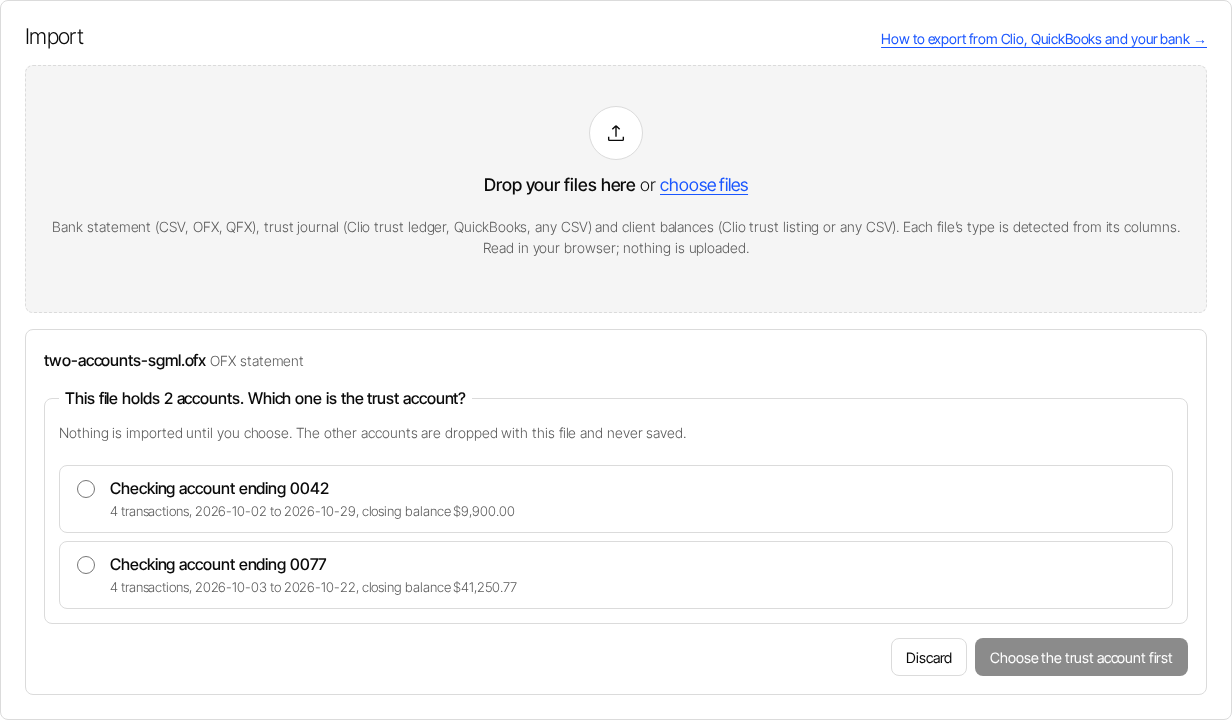 Import
How to export from Clio, QuickBooks and your bank →
Drop your files here or choose files
Bank statement (CSV, OFX, QFX), trust journal (Clio trust ledger, QuickBooks, any CSV) and client balances (Clio trust listing or any CSV). Each file's type is detected from its columns.
Read in your browser; nothing is uploaded.
two-accounts-sgml.ofx OFX statement
This file holds 2 accounts. Which one is the trust account?
Nothing is imported until you choose. The other accounts are dropped with this file and never saved.
Checking account ending 0042
4 transactions, 2026-10-02 to 2026-10-29, closing balance $9,900.00
Checking account ending 0077
4 transactions, 2026-10-03 to 2026-10-22, closing balance $41,250.77
Discard
Choose the trust account first